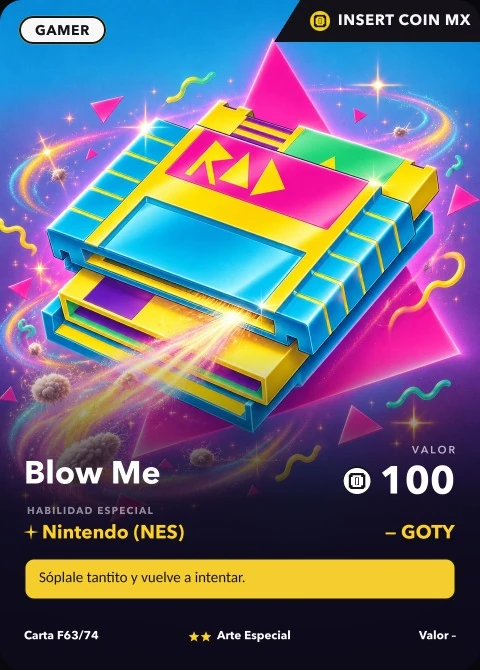 GAMER
INSERT COIN MX
RAD
Blow Me
VALOR
100
HABILIDAD ESPECIAL
Nintendo (NES)
– GOTY
Sóplale tantito y vuelve a intentar.
Carta F63/74
Arte Especial
Valor -